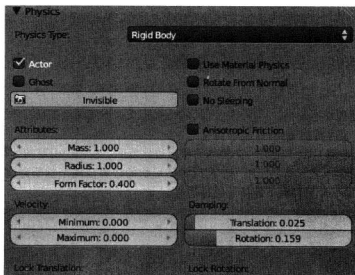 Physics
Physics Type:
Rigid Body
Actor
Ghost
Invisible
Use Material Physics
Rotate From Normal
No Sleeping
Attributes:
Mass: 1.000
Radius: 1.000
Form Factor: 0.400
Anisotropic Friction
1.000
1.000
1.000
Velocity
Minimum: 0.000
Maximum: 0.000
Damping:
Translation: 0.025
Rotation: 0.159
Lock Translation:
Lock Rotation: